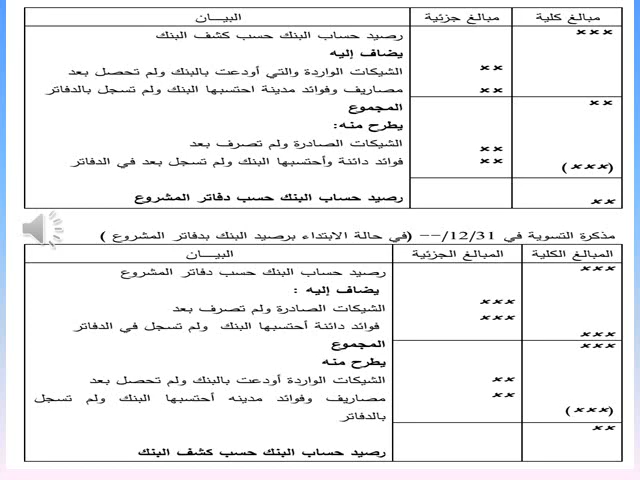 مبالغ كلية مبالغ جزئية البيـــان
××× رصيد حساب البنك حسب كشف البنك
يضاف إليه
×× الشيكات الواردة والتي أودعت بالبنك ولم تحصل بعد
×× مصاريف وفوائد مدينة احتسبها البنك ولم تسجل بالدفاتر
×× المجموع
يطرح منه:
×× الشيكات الصادرة ولم تصرف بعد
(×××) ×× فوائد دائنة وأحتسبها البنك ولم تسجل بعد في الدفاتر
×× رصيد حساب البنك حسب دفاتر المشروع
مذكرة التسوية في 12/31/-- (في حالة الابتداء برصيد البنك بدفاتر المشروع )
المبالغ الكلية المبالغ الجزئية البيـــان
××× رصيد حساب البنك حسب دفاتر المشروع
يضاف إليه :
××× الشيكات الصادرة ولم تصرف بعد
××× ××× فوائد دائنة أحتسبها البنك ولم تسجل في الدفاتر
××× المجموع
يطرح منه
×× الشيكات الواردة أودعت بالبنك ولم تحصل بعد
×× مصاريف وفوائد مدينه أحتسبها البنك ولم تسجل
(×××) بالدفاتر
××
رصيد حساب البنك حسب كشف البنك